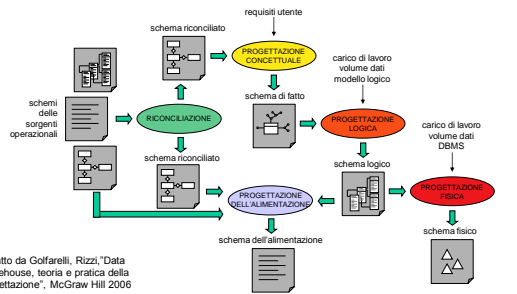 requisiti utente
schema riconciliato
PROGETTAZIONE
CONCETTUALE
carico di lavoro
volume dati
modello logico
schemi
delle
sorgenti
operazionali
schema di fatto
RICONCILIAZIONE
PROGETTAZIONE
LOGICA
carico di lavoro
volume dati
DBMS
schema riconciliato
schema logico
PROGETTAZIONE
DELL'ALIMENTAZIONE
PROGETTAZIONE
FISICA
schema dell'alimentazione
schema fisico
tto da Golfarelli, Rizzi,"Data
ehouse, teoria e pratica della
ettazione", McGraw Hill 2006